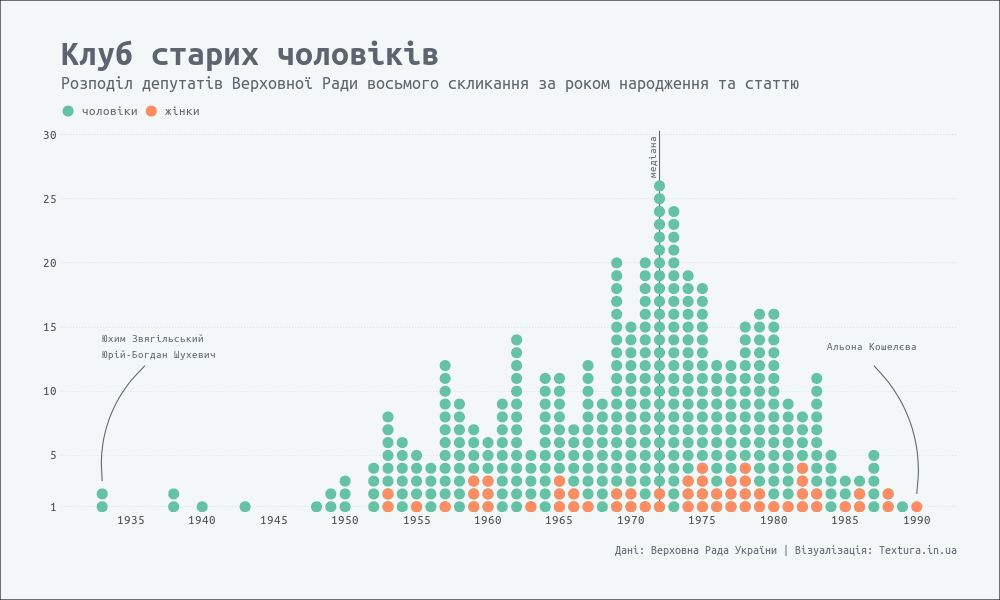 Клуб старих чоловіків
Розподіл депутатів Верховної Ради восьмого скликання за роком народження та статтю
чоловіки жінки
30
медіана
25
20
15
Юхим Звягільський
Юрій-Богдан Шухевич
Альона Кошелєва
10
5
1
1935 1940 1945 1950 1955 1960 1965 1970 1975 1980 1985 1990
Дані: Верховна Рада України | Візуалізація: Textura.in.ua